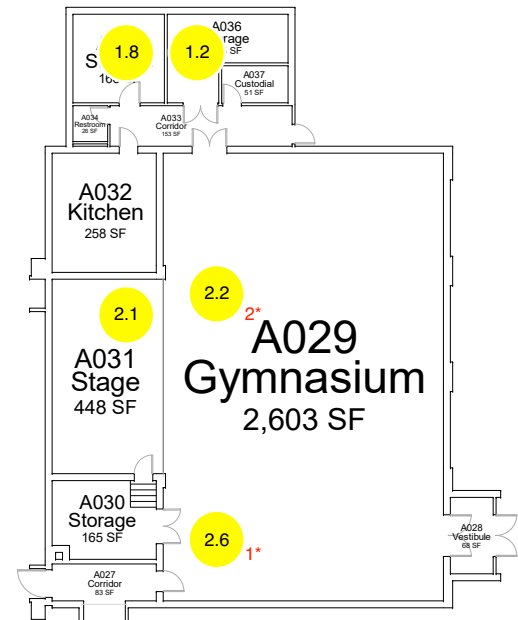 A036
1.8
1.2
A037
Custodial
51 SF
A034
Restroom
26 SF
A033
Corridor
153 SF
A032
Kitchen
258 SF
2.1
2.2
2*
A029
Gymnasium
2,603 SF
A031
Stage
448 SF
A030
Storage
165 SF
2.6
1*
A028
Vestibule
68 SF
A027
Corridor
83 SF